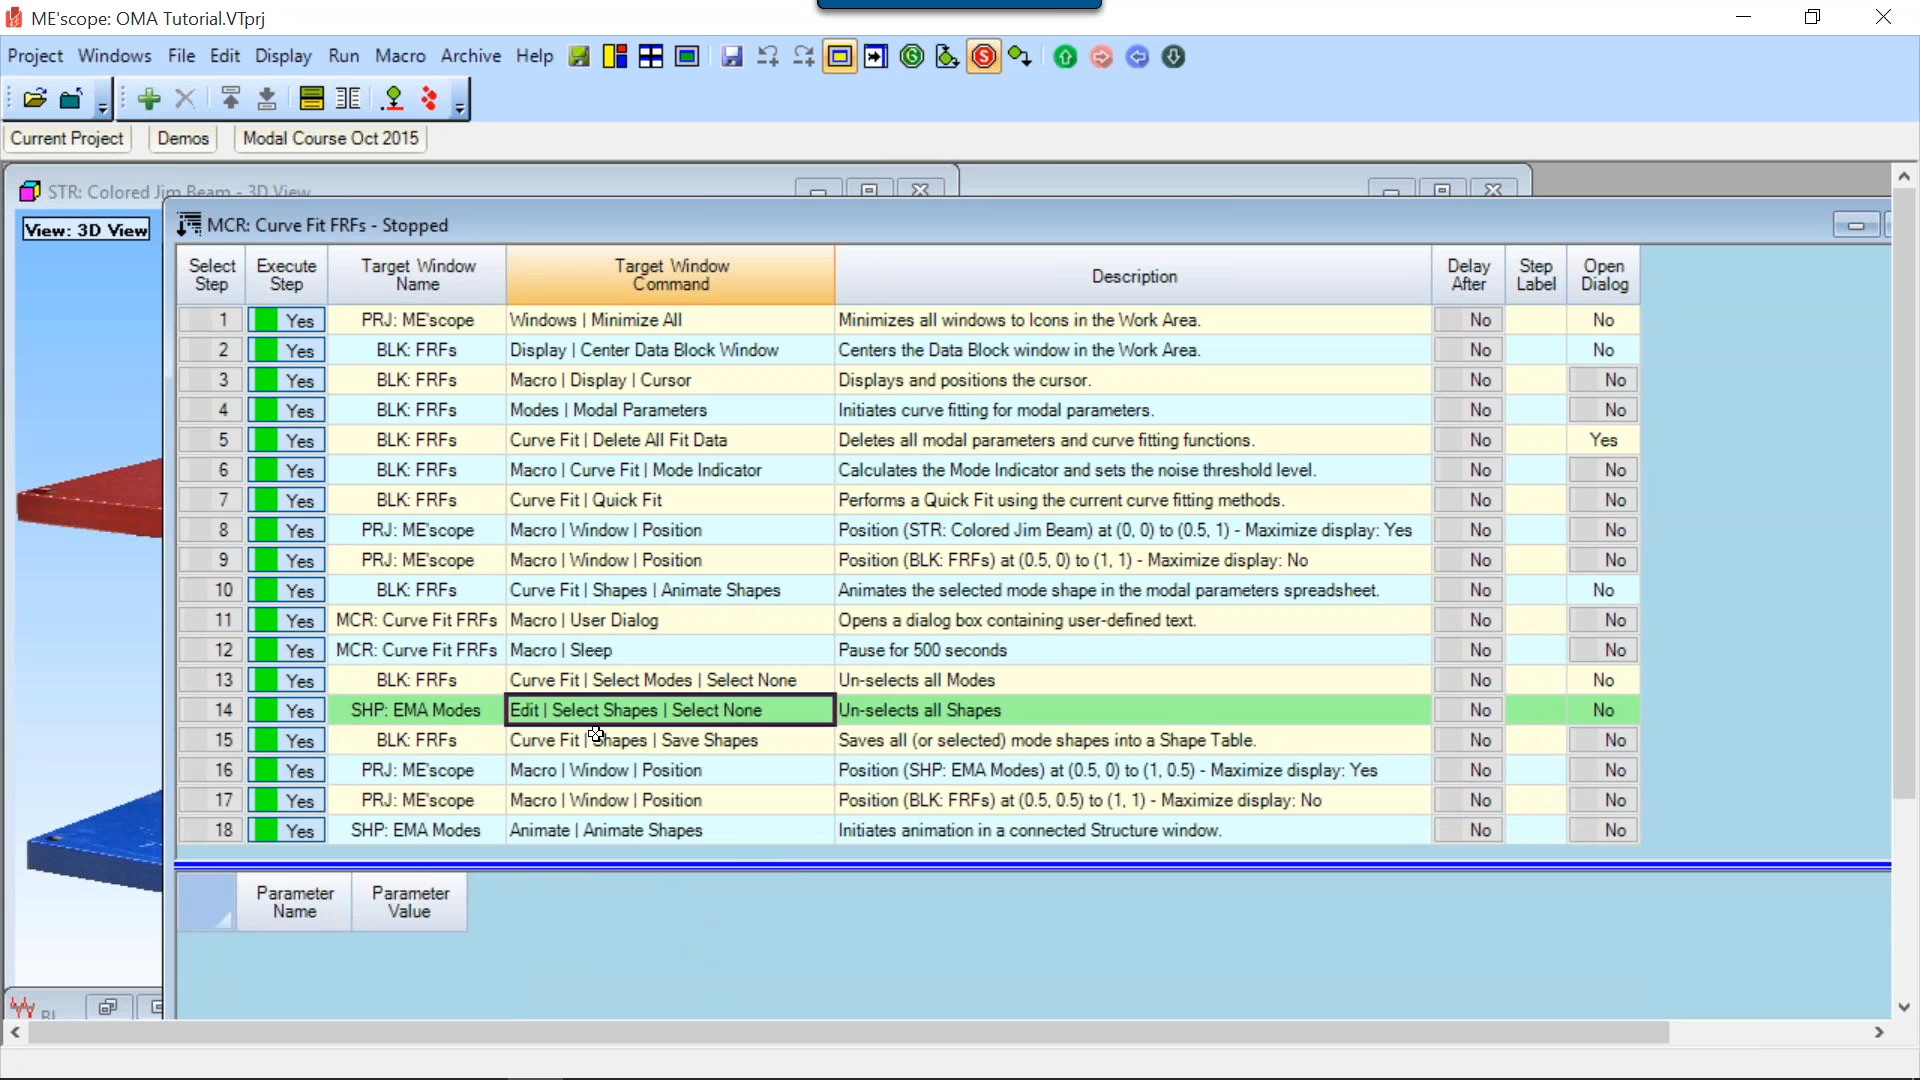 ME'scope: OMA Tutorial.VTprj
Project Windows File Edit Display Run Macro Archive Help
Current Project Demos Modal Course Oct 2015
STR: Colored Jim Beam - 3D View
View: 3D View
MCR: Curve Fit FRFs - Stopped
Select Step Execute Step Target Window Name Target Window Command Description Delay After Step Label Open Dialog
1 Yes PRJ: ME'scope Windows | Minimize All Minimizes all windows to Icons in the Work Area. No No
2 Yes BLK: FRFs Display | Center Data Block Window Centers the Data Block window in the Work Area. No No
3 Yes BLK: FRFs Macro | Display | Cursor Displays and positions the cursor. No No
4 Yes BLK: FRFs Modes | Modal Parameters Initiates curve fitting for modal parameters. No No
5 Yes BLK: FRFs Curve Fit | Delete All Fit Data Deletes all modal parameters and curve fitting functions. No Yes
6 Yes BLK: FRFs Macro | Curve Fit | Mode Indicator Calculates the Mode Indicator and sets the noise threshold level. No No
7 Yes BLK: FRFs Curve Fit | Quick Fit Performs a Quick Fit using the current curve fitting methods. No No
8 Yes PRJ: ME'scope Macro | Window | Position Position (STR: Colored Jim Beam) at (0, 0) to (0.5, 1) - Maximize display: Yes No No
9 Yes PRJ: ME'scope Macro | Window | Position Position (BLK: FRFs) at (0.5, 0) to (1, 1) - Maximize display: No No No
10 Yes BLK: FRFs Curve Fit | Shapes | Animate Shapes Animates the selected mode shape in the modal parameters spreadsheet. No No
11 Yes MCR: Curve Fit FRFs Macro | User Dialog Opens a dialog box containing user-defined text. No No
12 Yes MCR: Curve Fit FRFs Macro | Sleep Pause for 500 seconds No No
13 Yes BLK: FRFs Curve Fit | Select Modes | Select None Un-selects all Modes No No
14 Yes SHP: EMA Modes Edit | Select Shapes | Select None Un-selects all Shapes No No
15 Yes BLK: FRFs Curve Fit | Shapes | Save Shapes Saves all (or selected) mode shapes into a Shape Table. No No
16 Yes PRJ: ME'scope Macro | Window | Position Position (SHP: EMA Modes) at (0.5, 0) to (1, 0.5) - Maximize display: Yes No No
17 Yes PRJ: ME'scope Macro | Window | Position Position (BLK: FRFs) at (0.5, 0.5) to (1, 1) - Maximize display: No No No
18 Yes SHP: EMA Modes Animate | Animate Shapes Initiates animation in a connected Structure window. No No
Parameter Name Parameter Value